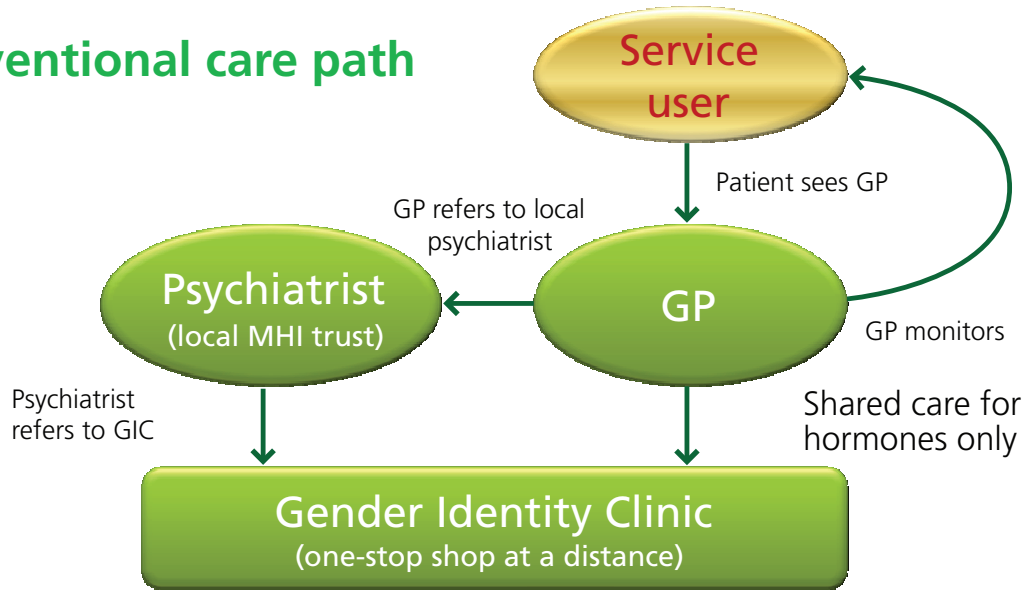 ventional care path
Service
user
Patient sees GP
GP refers to local
psychiatrist
Psychiatrist
(local MHI trust)
GP
GP monitors
Psychiatrist
refers to GIC
Shared care for
hormones only
Gender Identity Clinic
(one-stop shop at a distance)